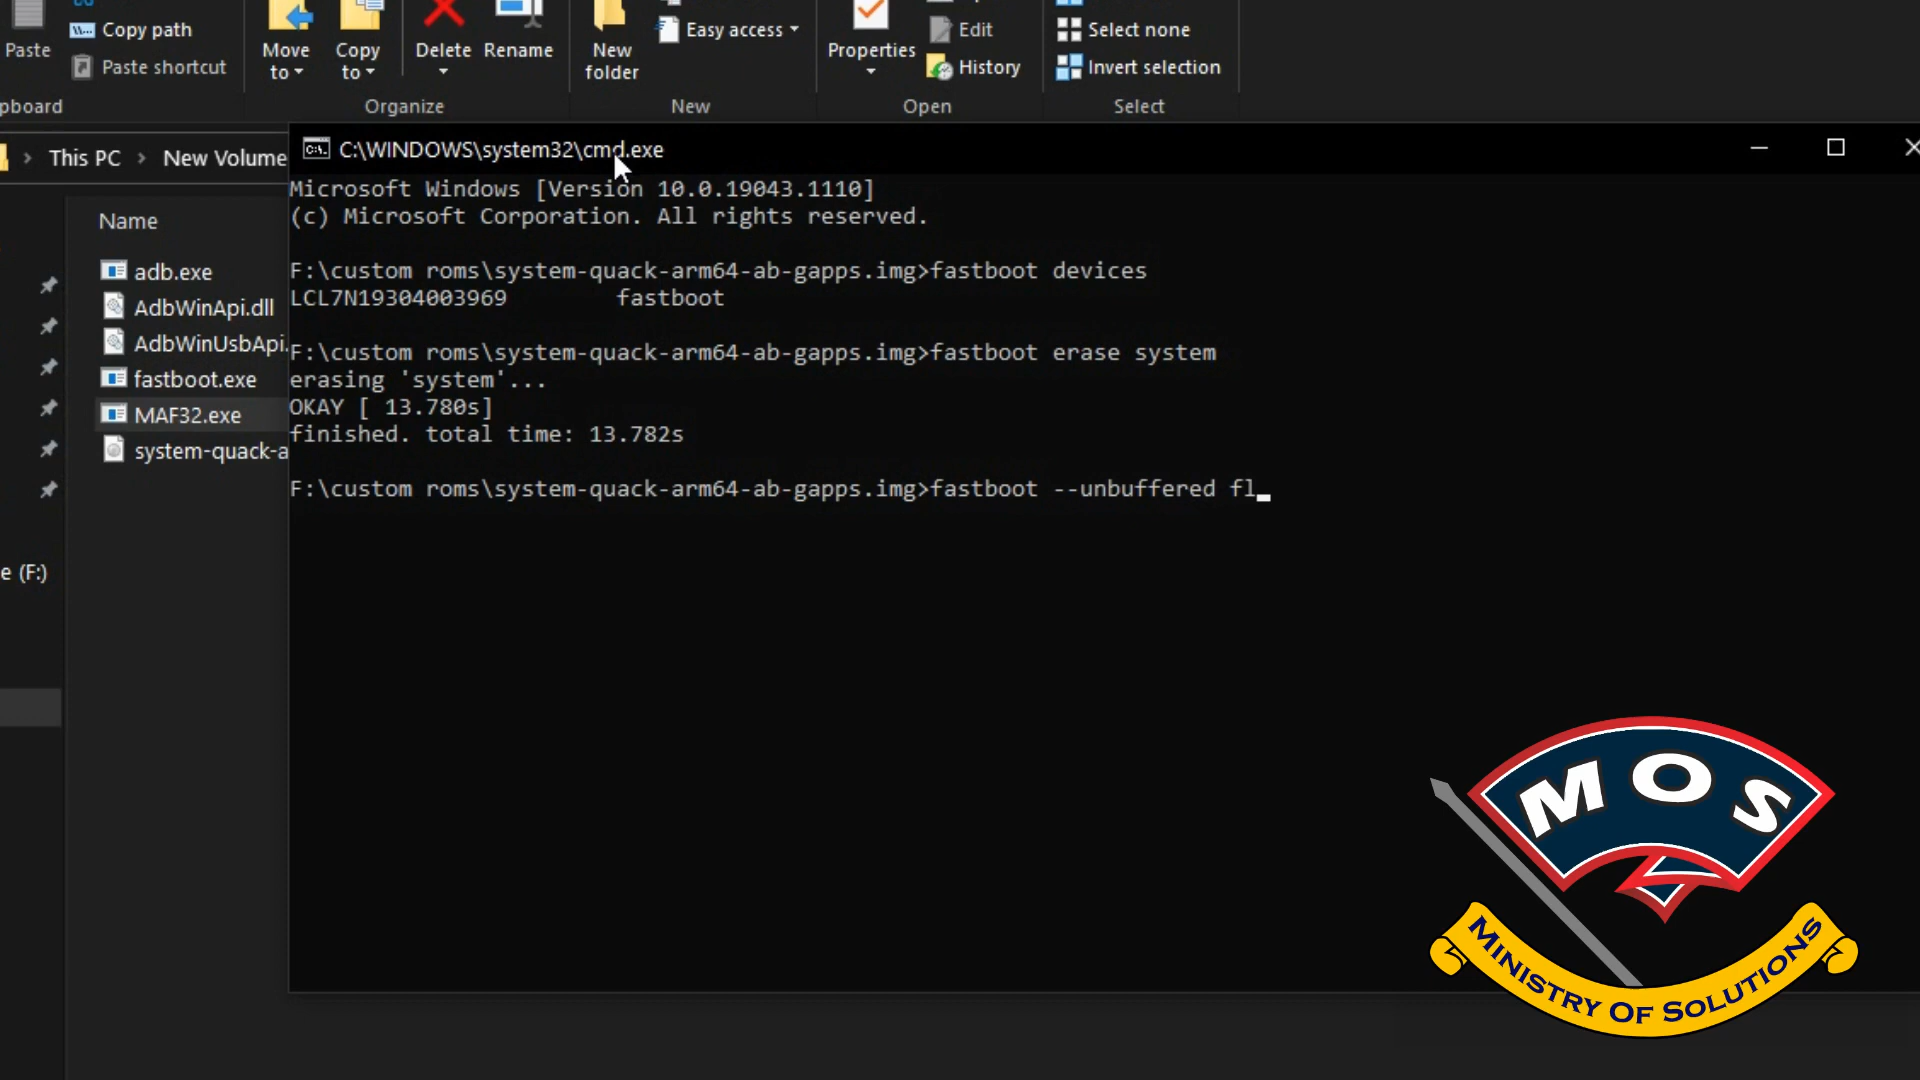 Paste
Copy path
Paste shortcut
Move to
Copy to
Delete
Rename
New folder
Easy access
Properties
Edit
History
Select none
Invert selection
pboard
Organize
New
Open
Select
This PC
New Volume
C:\WINDOWS\system32\cmd.exe
Name
adb.exe
AdbWinApi.dll
AdbWinUsbApi.
fastboot.exe
MAF32.exe
system-quack-a
e (F:)
Microsoft Windows [Version 10.0.19043.1110]
(c) Microsoft Corporation. All rights reserved.
F:\custom roms\system-quack-arm64-ab-gapps.img>fastboot devices
LCL7N19304003969 fastboot
F:\custom roms\system-quack-arm64-ab-gapps.img>fastboot erase system
erasing 'system'...
OKAY [ 13.780s]
finished. total time: 13.782s
F:\custom roms\system-quack-arm64-ab-gapps.img>fastboot --unbuffered fl_
MOS
MINISTRY OF SOLUTIONS